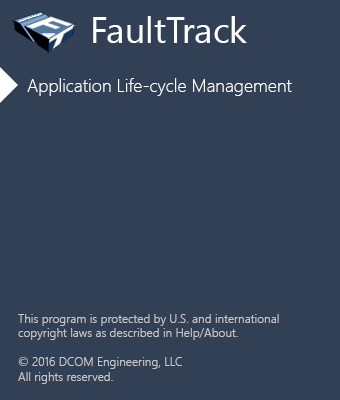 FaultTrack
Application Life-cycle Management
This program is protected by U.S. and international
copyright laws as described in Help/About.
© 2016 DCOM Engineering, LLC
All rights reserved.